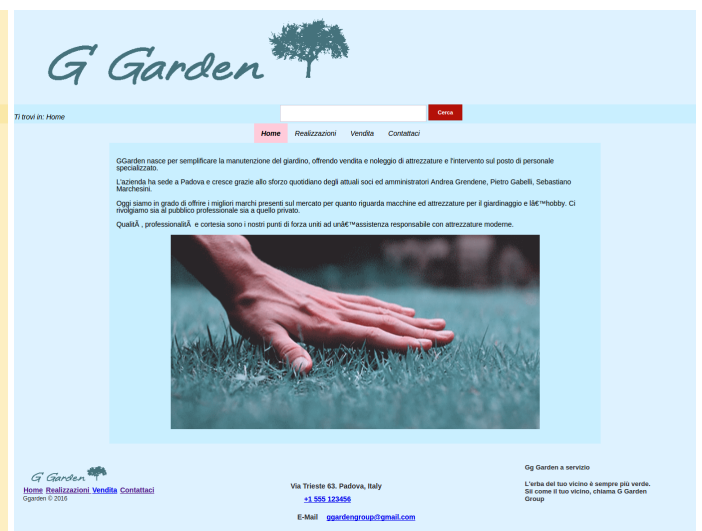 G Garden
Ti trovi in: Home
Cerca
Home Realizzazioni Vendita Contattaci
GGarden nasce per semplificare la manutenzione del giardino, offrendo vendita e noleggio di attrezzature e l'intervento sul posto di personale
specializzato.
L'azienda ha sede a Padova e cresce grazie allo sforzo quotidiano degli attuali soci ed amministratori Andrea Grendene, Pietro Gabelli, Sebastiano
Marchesini.
Oggi siamo in grado di offrire i migliori marchi presenti sul mercato per quanto riguarda macchine ed attrezzature per il giardinaggio e lâ€™hobby. Ci
rivolgiamo sia al pubblico professionale sia a quello privato.
QualitÃ , professionalitÃ  e cortesia sono i nostri punti di forza uniti ad unâ€™assistenza responsabile con attrezzature moderne.
G Garden
Home Realizzazioni Vendita Contattaci
Ggarden © 2016
Via Trieste 63. Padova, Italy
+1 555 123456
E-Mail ggardengroup@gmail.com
Gg Garden a servizio
L'erba del tuo vicino è sempre più verde.
Sii come il tuo vicino, chiama G Garden
Group